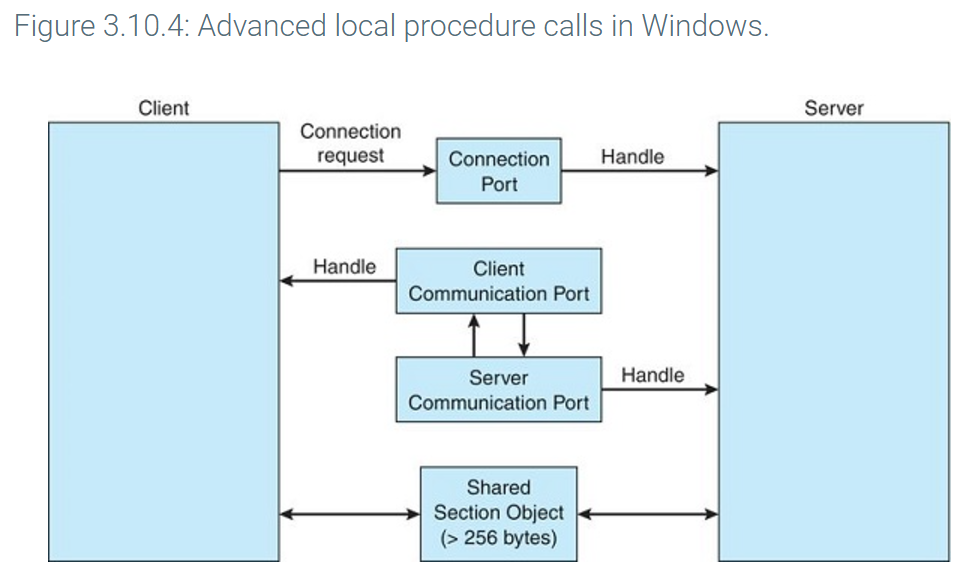 Figure 3.10.4: Advanced local procedure calls in Windows.
Client
Server
Connection
request
Connection
Port
Handle
Handle
Client
Communication Port
Server
Communication Port
Handle
Shared
Section Object
(> 256 bytes)